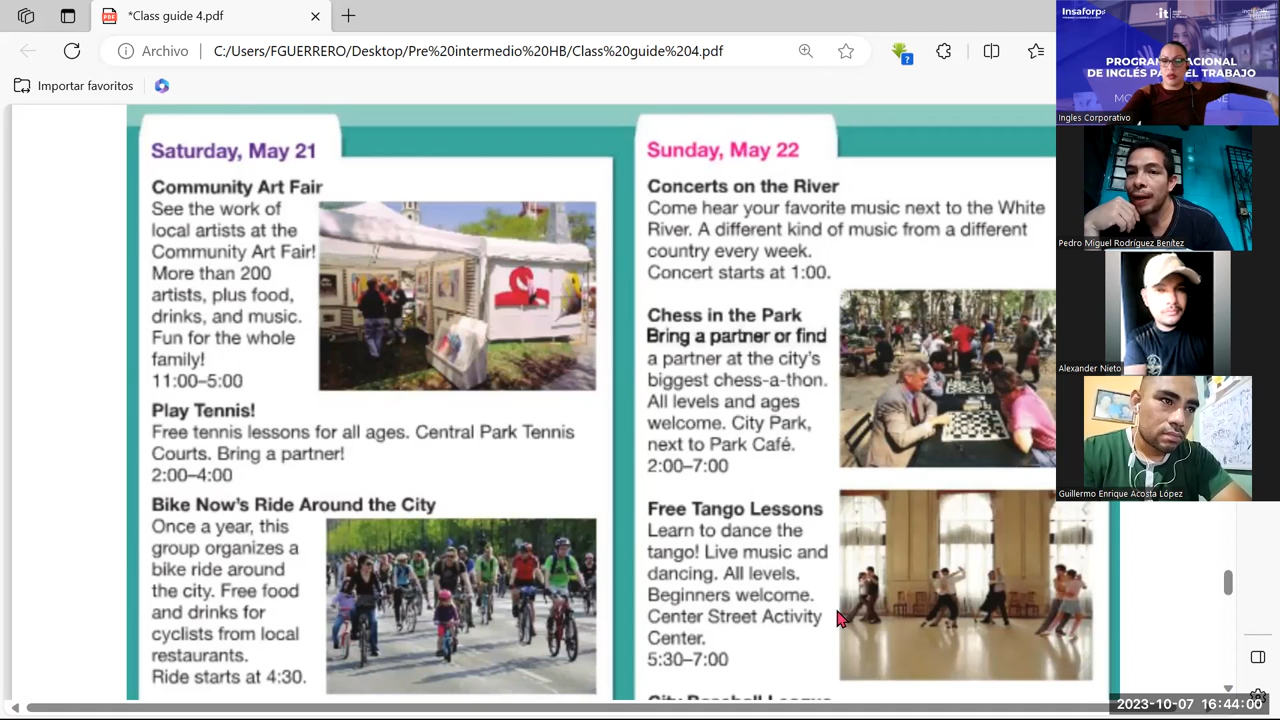 *Class guide 4.pdf
Archivo
C:/Users/FGUERRERO/Desktop/Pre%20intermedio%20HB/Class%20guide%204.pdf
Importar favoritos
Saturday, May 21
Community Art Fair
See the work of
local artists at the
Community Art Fair!
More than 200
artists, plus food,
drinks, and music.
Fun for the whole
family!
11:00–5:00
Play Tennis!
Free tennis lessons for all ages. Central Park Tennis
Courts. Bring a partner!
2:00–4:00
Bike Now's Ride Around the City
Once a year, this
group organizes a
bike ride around
the city. Free food
and drinks for
cyclists from local
restaurants.
Ride starts at 4:30.
Sunday, May 22
Concerts on the River
Come hear your favorite music next to the White
River. A different kind of music from a different
country every week.
Concert starts at 1:00.
Chess in the Park
Bring a partner or find
a partner at the city's
biggest chess-a-thon.
All levels and ages
welcome. City Park,
next to Park Café.
2:00–7:00
Free Tango Lessons
Learn to dance the
tango! Live music and
dancing. All levels.
Beginners welcome.
Center Street Activity
Center.
5:30–7:00
City Baseball League
Insaforp
Ingles Corporativo
Pedro Miguel Rodríguez Benítez
Alexander Nieto
Guillermo Enrique Acosta López
2023-10-07 16:44:00